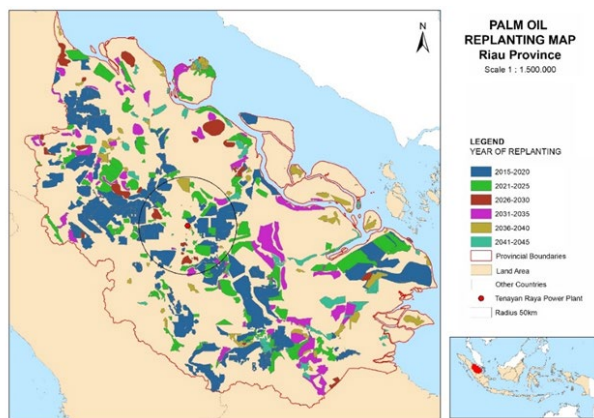 N
PALM OIL
REPLANTING MAP
Riau Province
Scale 1 : 1.500.000
LEGEND
YEAR OF REPLANTING
2015-2020
2021-2025
2026-2030
2031-2035
2036-2040
2041-2045
Provincial Boundaries
Land Area
Other Countries
Tenayan Raya Power Plant
Radius 50km